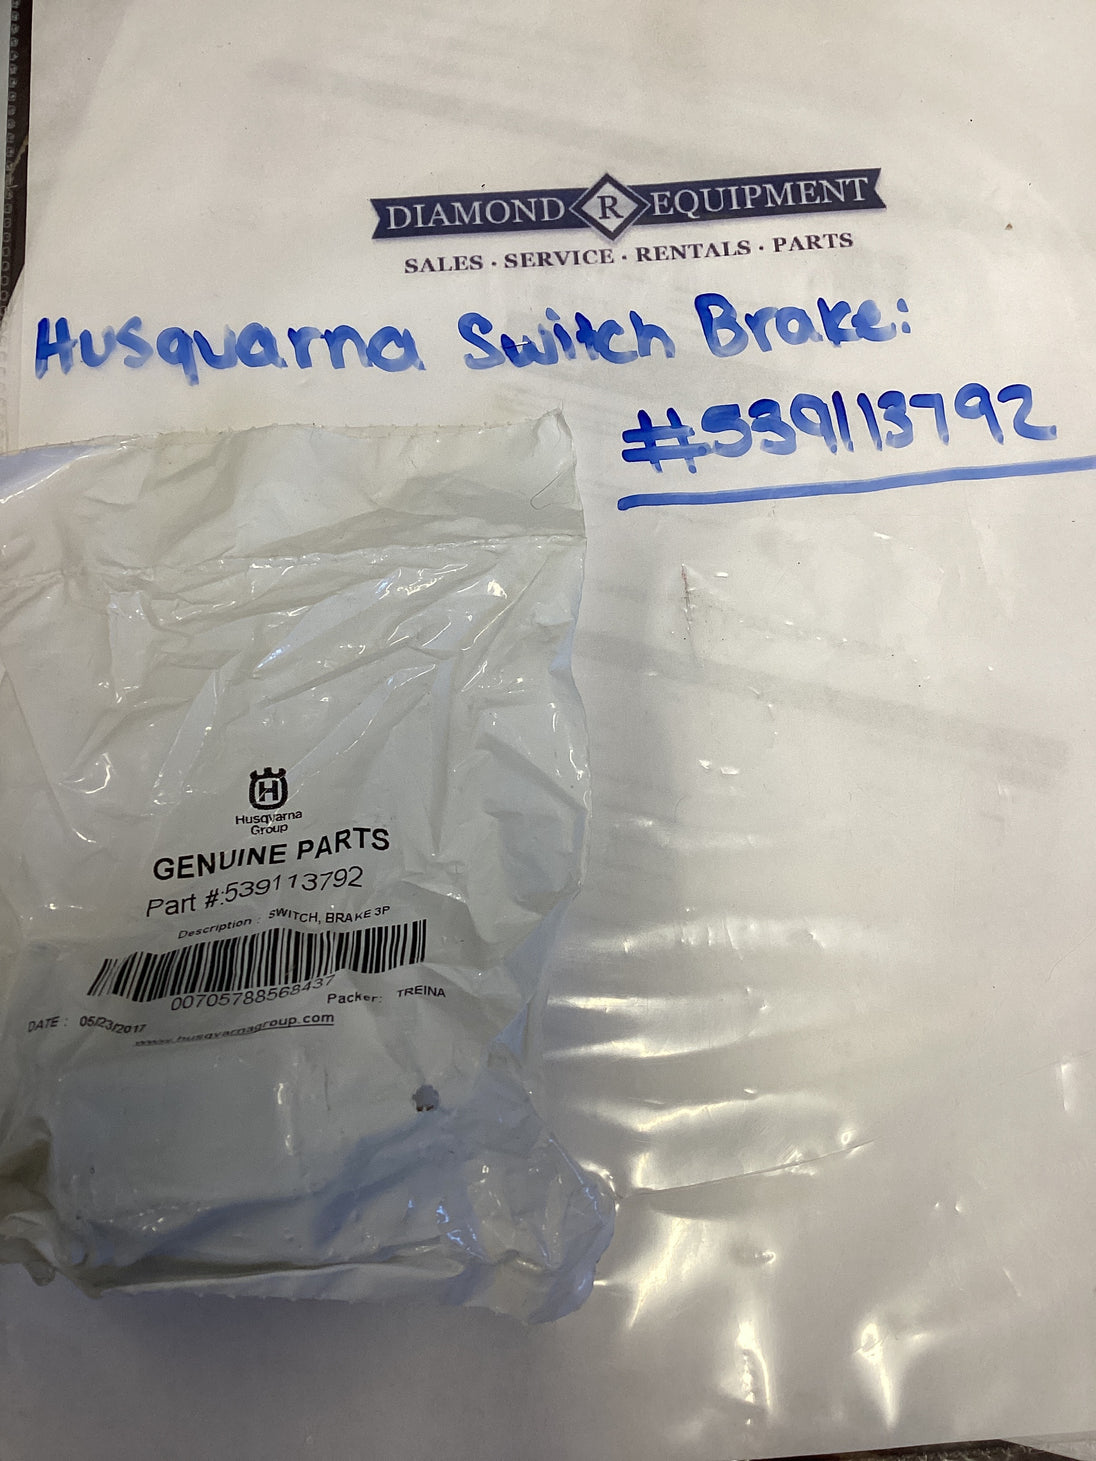 DIAMOND R EQUIPMENT
SALES · SERVICE · RENTALS · PARTS
Husquarna Switch Brake:
#539113792
H
Husqvarna
Group
GENUINE PARTS
Part #:539113792
Description : SWITCH, BRAKE 3P
00705788568437
Packer: TREINA
DATE : 05/23/2017
www.husqvarnagroup.com